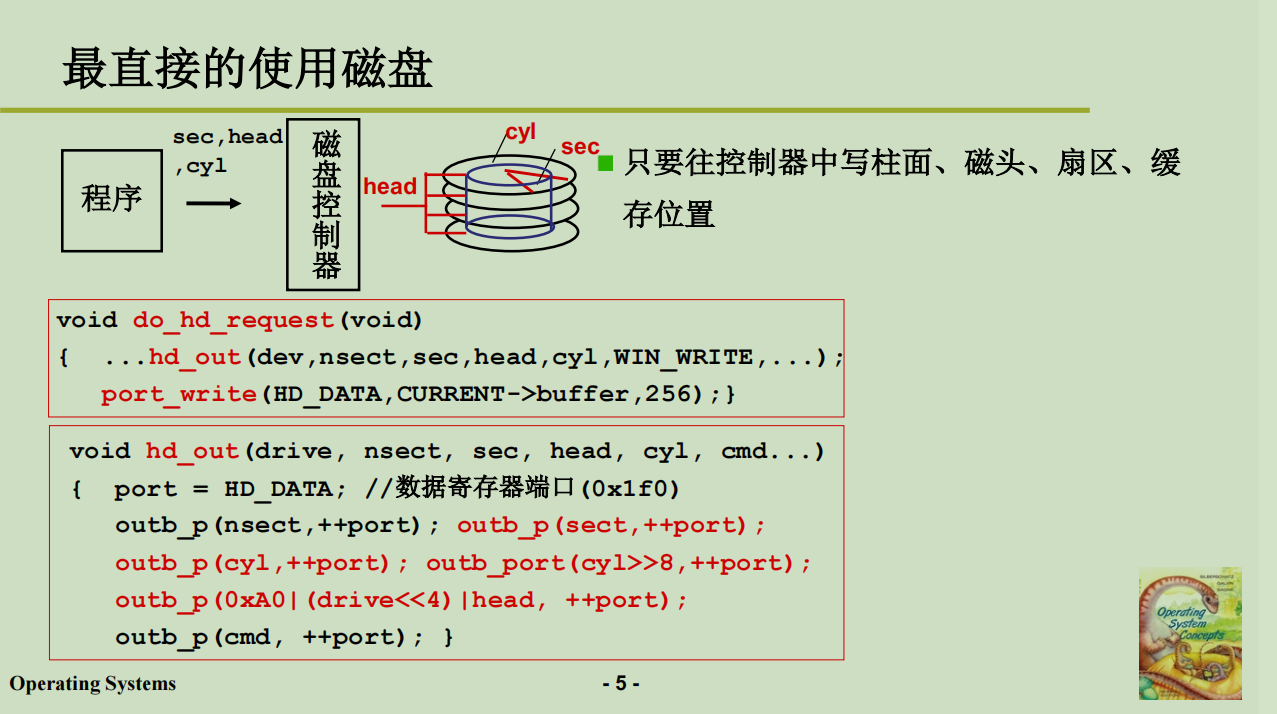 最直接的使用磁盘
程序
sec,head
,cyl
磁盘控制器
head
cyl
sec
只要往控制器中写柱面、磁头、扇区、缓
存位置
void do_hd_request(void)
{ ...hd_out(dev,nsect,sec,head,cyl,WIN_WRITE,...);
port_write(HD_DATA,CURRENT->buffer,256);}
void hd_out(drive, nsect, sec, head, cyl, cmd...)
{ port = HD_DATA; //数据寄存器端口(0x1f0)
outb_p(nsect,++port); outb_p(sect,++port);
outb_p(cyl,++port); outb_port(cyl>>8,++port);
outb_p(0xA0|(drive<<4)|head, ++port);
outb_p(cmd, ++port); }
SILBERSCHATZ
GALVIN
GAGNE
Operating
System
Concepts
Operating Systems
- 5 -